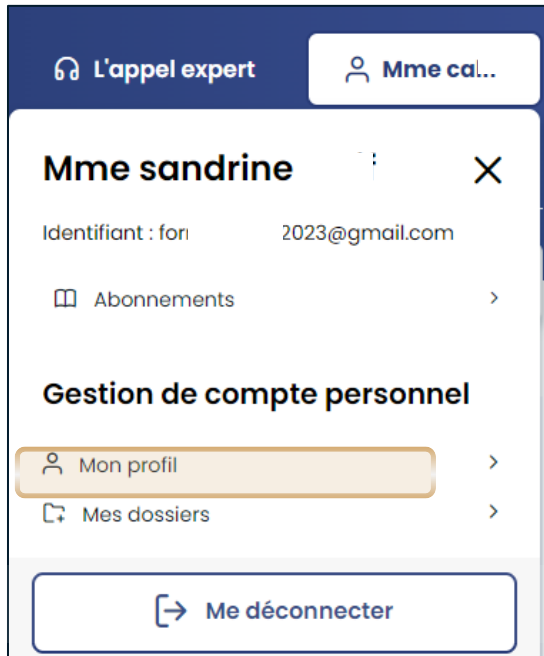 L'appel expert
Mme cal...
Mme sandrine
Identifiant : for 2023@gmail.com
Abonnements
Gestion de compte personnel
Mon profil
Mes dossiers
Me déconnecter